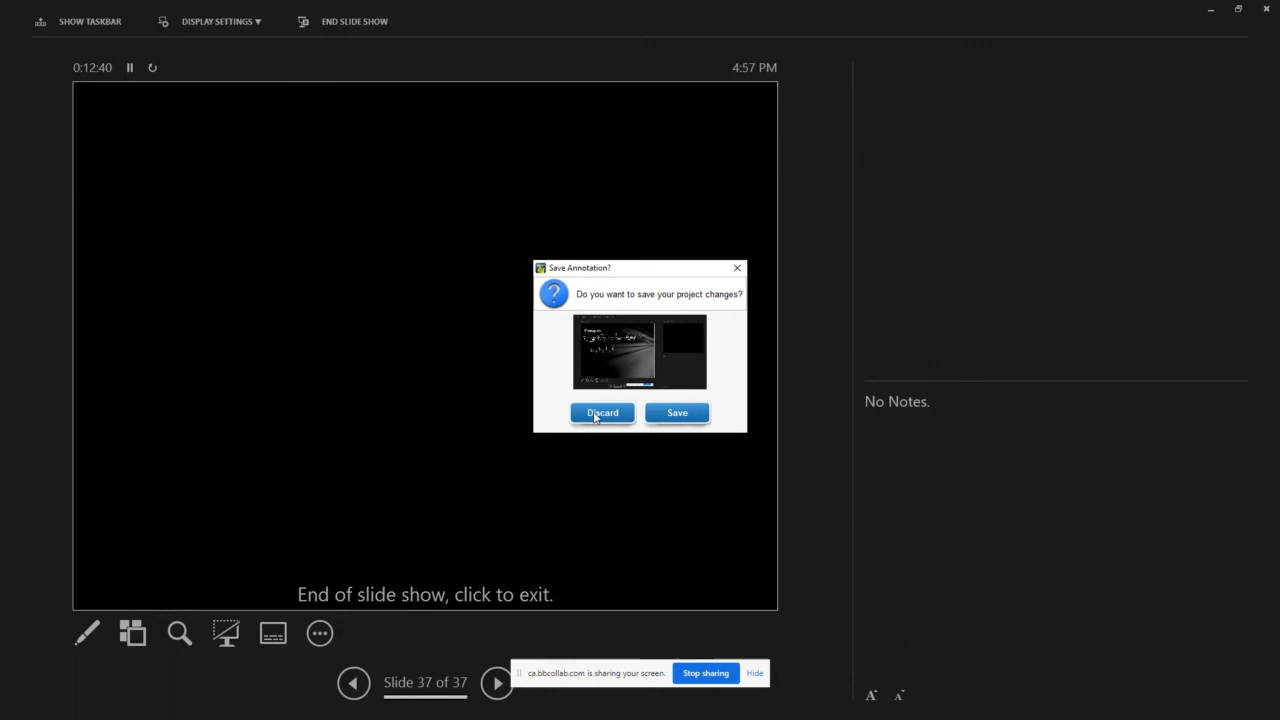 SHOW TASKBAR DISPLAY SETTINGS ▼ END SLIDE SHOW
0:12:40 4:57 PM
Save Annotation?
Do you want to save your project changes?
Discard Save
No Notes.
End of slide show, click to exit.
ca.bbcollab.com is sharing your screen. Stop sharing Hide
Slide 37 of 37
A A